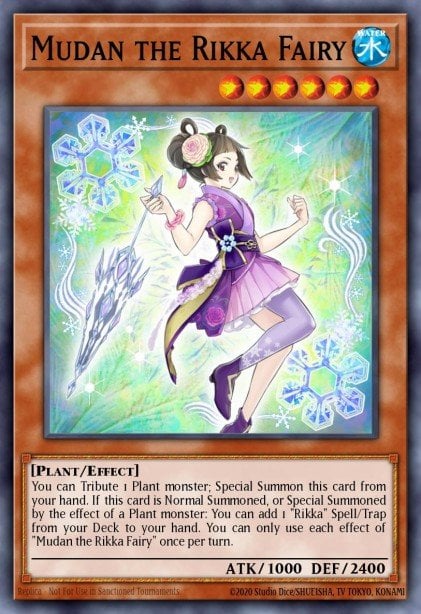 MUDAN THE RIKKA FAIRY
WATER
水
[PLANT/EFFECT]
You can Tribute 1 Plant monster; Special Summon this card from
your hand. If this card is Normal Summoned, or Special Summoned
by the effect of a Plant monster: You can add 1 "Rikka" Spell/Trap
from your Deck to your hand. You can only use each effect of
"Mudan the Rikka Fairy" once per turn.
ATK/1000 DEF/2400
Replica - Not For Use in Sanctioned Tournaments
©2020 Studio Dice/SHUEISHA, TV TOKYO, KONAMI